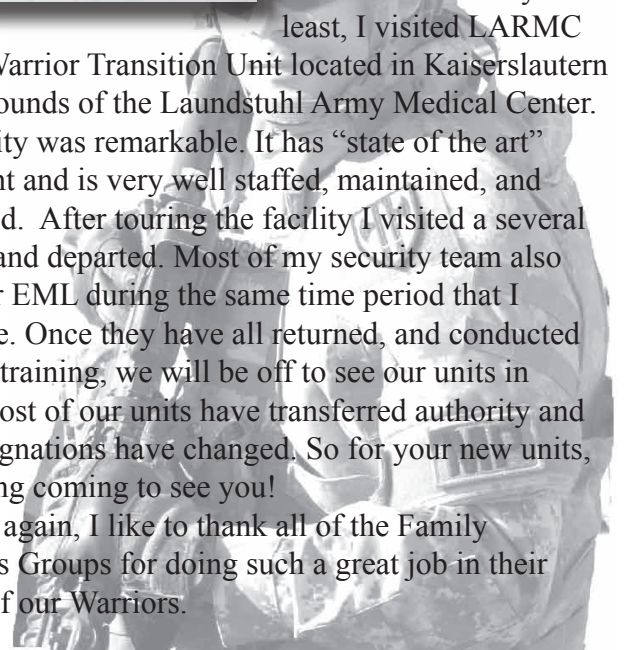 least, I visited LARMC
Warrior Transition Unit located in Kaiserslautern
ounds of the Laundstuhl Army Medical Center.
ity was remarkable. It has “state of the art”
nt and is very well staffed, maintained, and
d.  After touring the facility I visited a several
and departed. Most of my security team also
r EML during the same time period that I
e. Once they have all returned, and conducted
training, we will be off to see our units in
ost of our units have transferred authority and
gnations have changed. So for your new units,
ng coming to see you!
again, I like to thank all of the Family
s Groups for doing such a great job in their
f our Warriors.